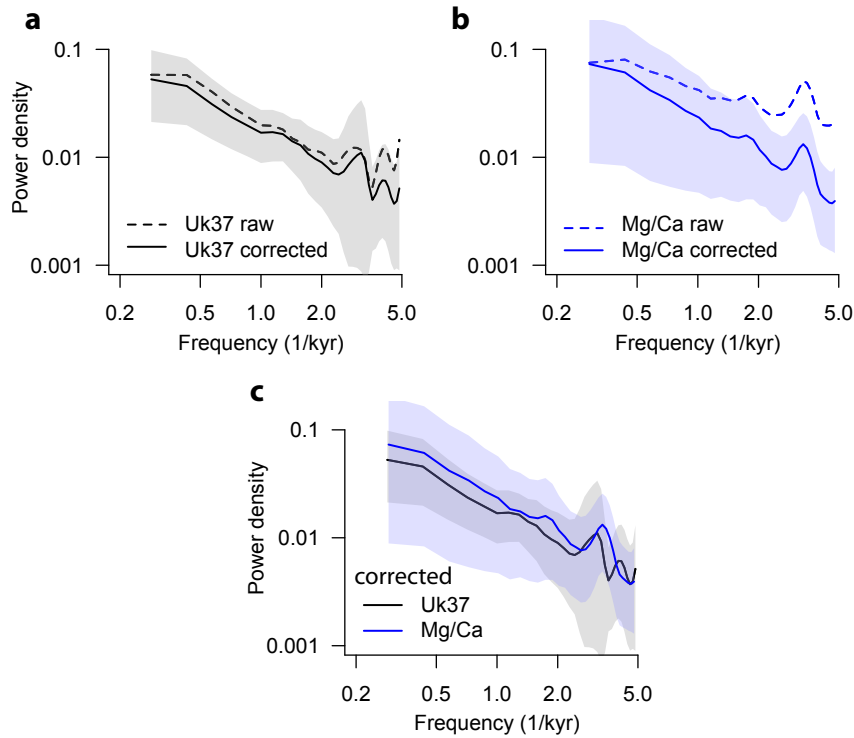 a
0.1
0.01
0.001
Power density
Uk37 raw
Uk37 corrected
0.2 0.5 1.0 2.0 5.0
Frequency (1/kyr)
b
0.1
0.01
0.001
Mg/Ca raw
Mg/Ca corrected
0.2 0.5 1.0 2.0 5.0
Frequency (1/kyr)
c
0.1
0.01
0.001
Power density
corrected
Uk37
Mg/Ca
0.2 0.5 1.0 2.0 5.0
Frequency (1/kyr)